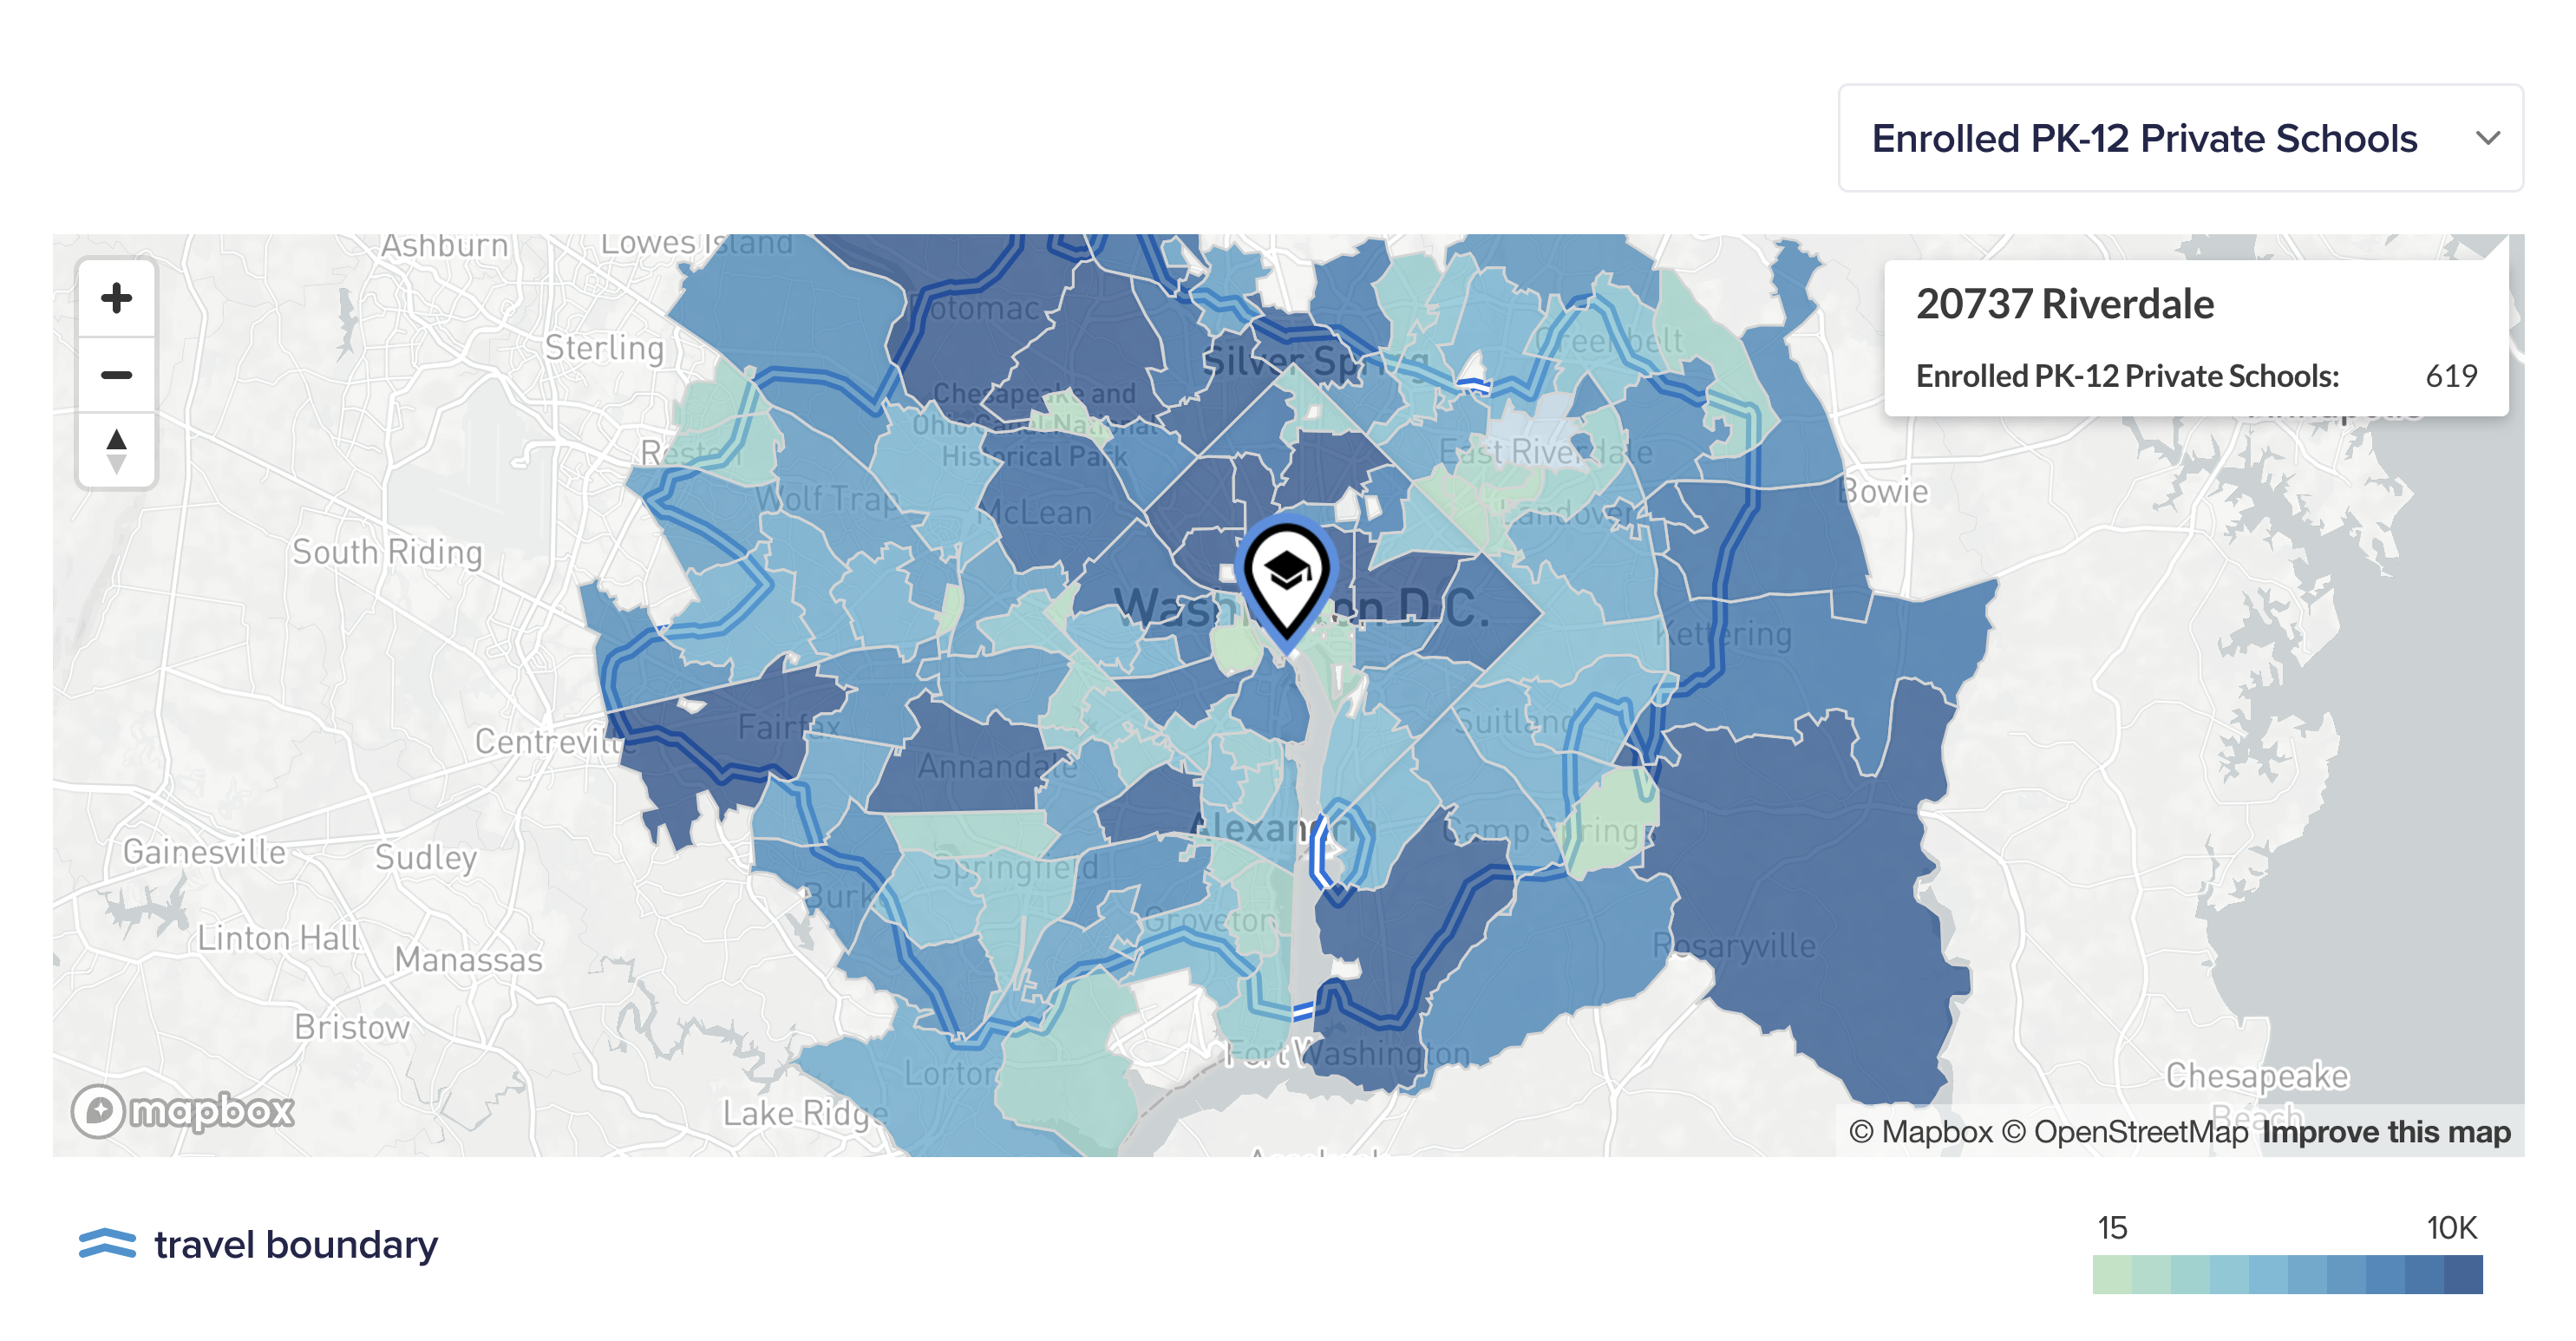 Enrolled PK-12 Private Schools
Ashburn
Lowes Island
20737 Riverdale
Enrolled PK-12 Private Schools: 619
Potomac
Sterling
Silver Spring
Greenbelt
Chesapeake and
Ohio Canal National
Historical Park
Reston
East Riverdale
Wolf Trap
McLean
Landover
Bowie
South Riding
Washington D.C.
Kettering
Fairfax
Suitland
Centreville
Annandale
Alexandria
Camp Springs
Gainesville
Sudley
Springfield
Burk
Groveton
Linton Hall
Manassas
Rosaryville
Bristow
Fort Washington
Lorton
Chesapeake
Beach
Lake Ridge
mapbox
© Mapbox © OpenStreetMap Improve this map
travel boundary
15 10K